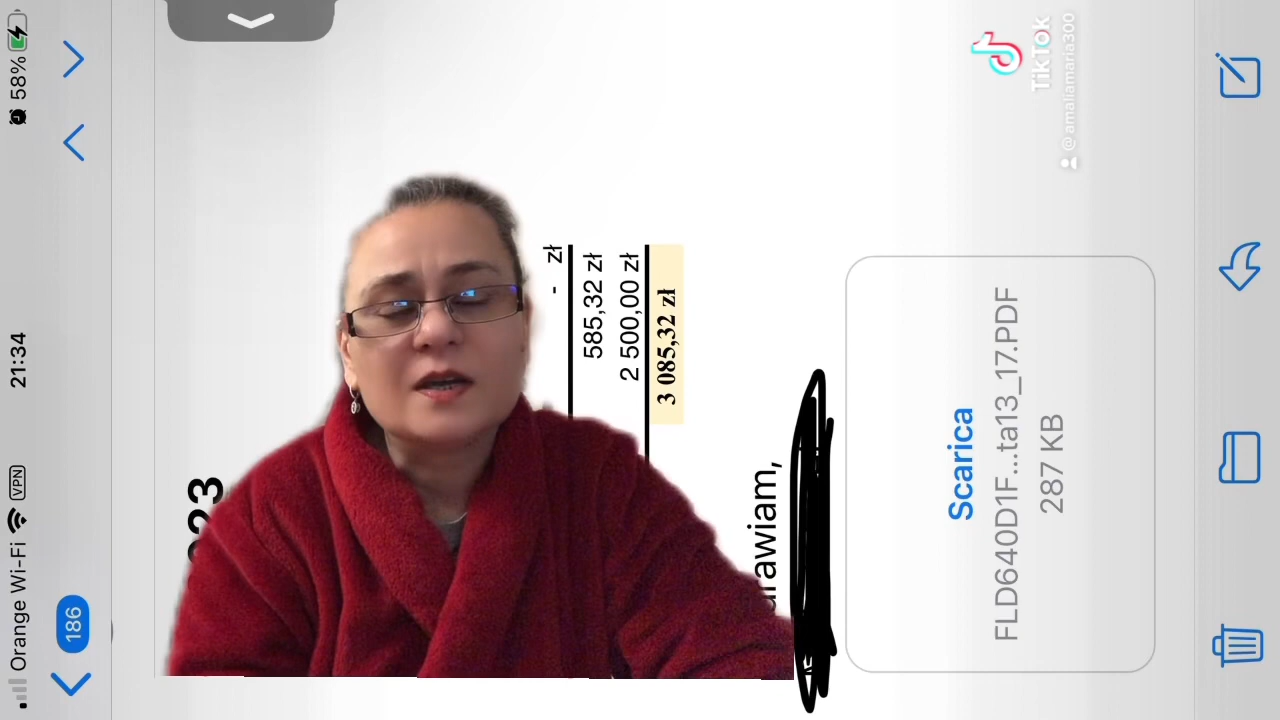 Orange Wi-Fi VPN 21:34 58%
186
23
- zł
585,32 zł
2 500,00 zł
3 085,32 zł
awiam,
Scarica
FLD640D1F...ta13_17.PDF
287 KB
TikTok
@amaliamaria300